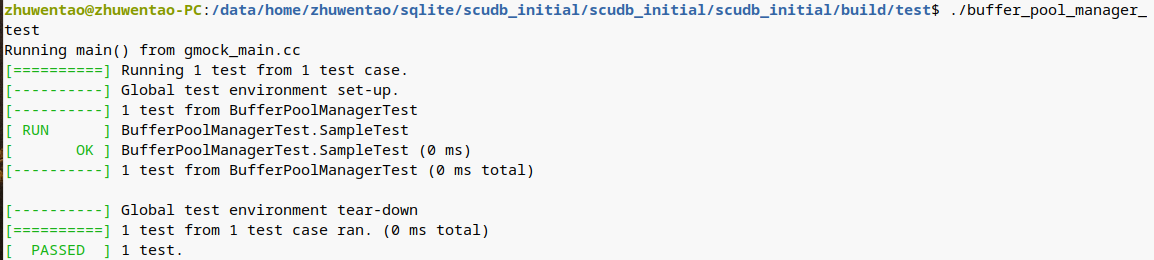 zhuwentao@zhuwentao-PC:/data/home/zhuwentao/sqlite/scudb_initial/scudb_initial/scudb_initial/build/test$ ./buffer_pool_manager_
test
Running main() from gmock_main.cc
[==========] Running 1 test from 1 test case.
[----------] Global test environment set-up.
[----------] 1 test from BufferPoolManagerTest
[ RUN      ] BufferPoolManagerTest.SampleTest
[       OK ] BufferPoolManagerTest.SampleTest (0 ms)
[----------] 1 test from BufferPoolManagerTest (0 ms total)

[----------] Global test environment tear-down
[==========] 1 test from 1 test case ran. (0 ms total)
[  PASSED  ] 1 test.